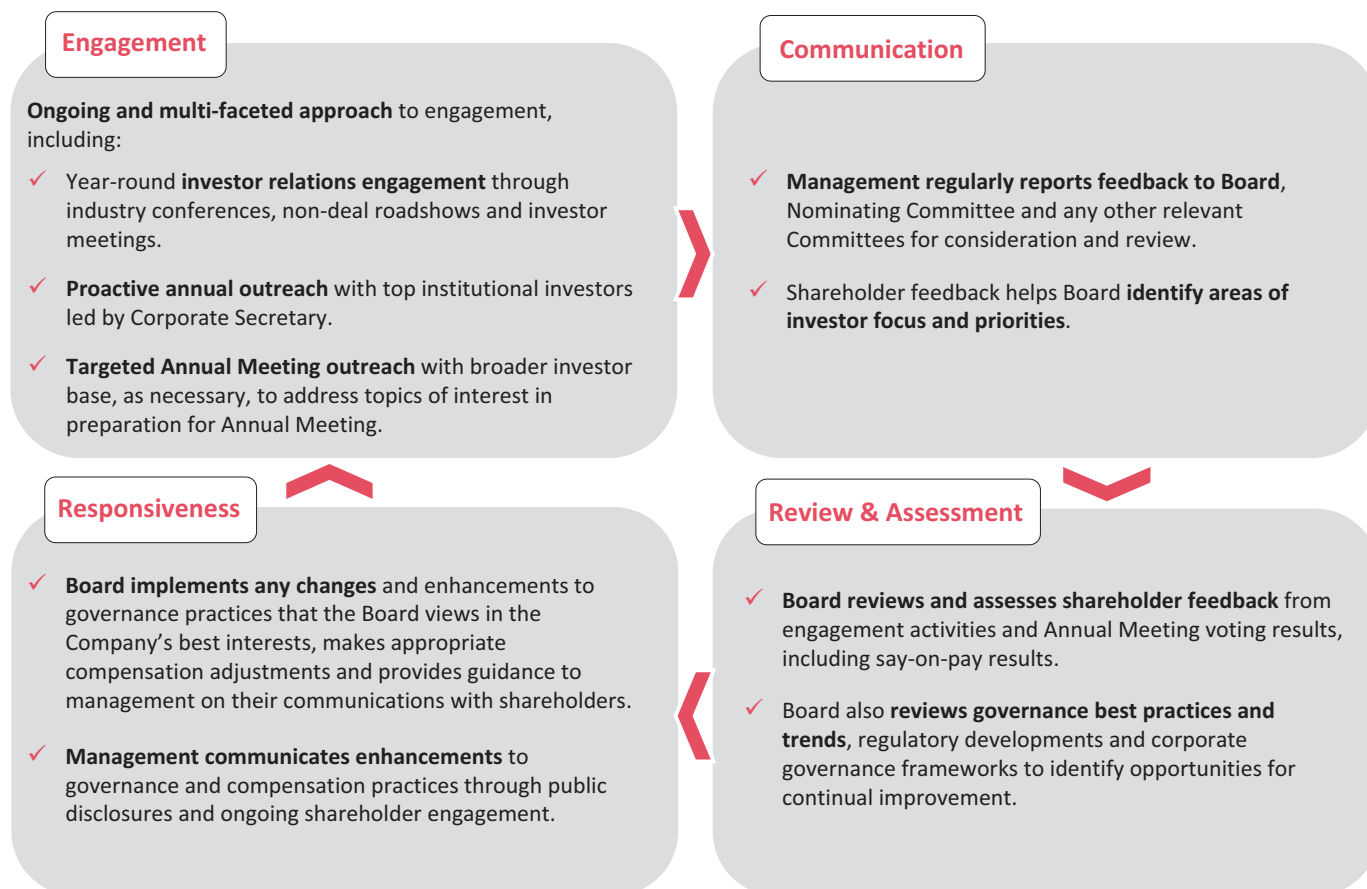 Engagement
Ongoing and multi-faceted approach to engagement,
including:
✓ Year-round investor relations engagement through
industry conferences, non-deal roadshows and investor
meetings.
✓ Proactive annual outreach with top institutional investors
led by Corporate Secretary.
✓ Targeted Annual Meeting outreach with broader investor
base, as necessary, to address topics of interest in
preparation for Annual Meeting.
Communication
✓ Management regularly reports feedback to Board,
Nominating Committee and any other relevant
Committees for consideration and review.
✓ Shareholder feedback helps Board identify areas of
investor focus and priorities.
Review & Assessment
✓ Board reviews and assesses shareholder feedback from
engagement activities and Annual Meeting voting results,
including say-on-pay results.
✓ Board also reviews governance best practices and
trends, regulatory developments and corporate
governance frameworks to identify opportunities for
continual improvement.
Responsiveness
✓ Board implements any changes and enhancements to
governance practices that the Board views in the
Company’s best interests, makes appropriate
compensation adjustments and provides guidance to
management on their communications with shareholders.
✓ Management communicates enhancements to
governance and compensation practices through public
disclosures and ongoing shareholder engagement.